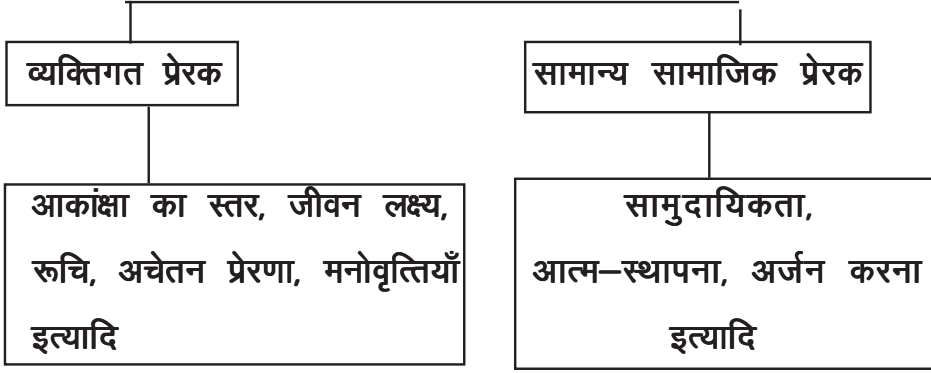 व्यक्तिगत प्रेरक
सामान्य सामाजिक प्रेरक
आकांक्षा का स्तर, जीवन लक्ष्य,
रूचि, अचेतन प्रेरणा, मनोवृत्तियाँ
इत्यादि
सामुदायिकता,
आत्म–स्थापना, अर्जन करना
इत्यादि